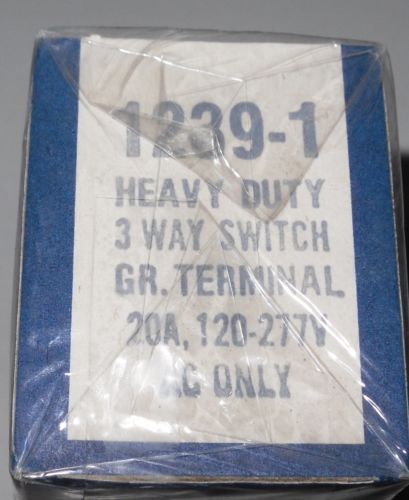 1239-1
HEAVY DUTY
3 WAY SWITCH
GR. TERMINAL
20A, 120-277V
AC ONLY